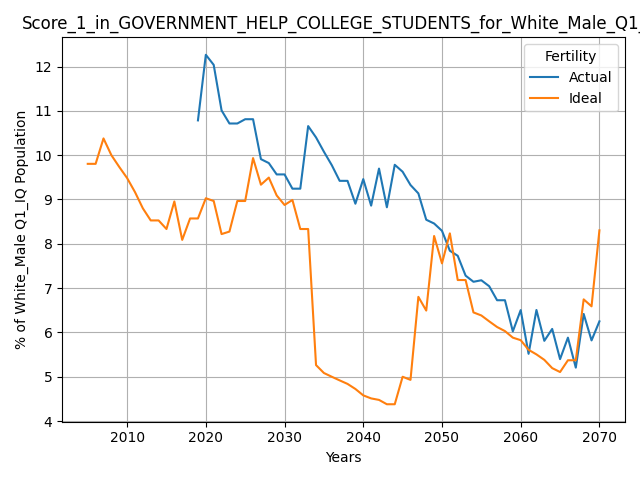 Score_1_in_GOVERNMENT_HELP_COLLEGE_STUDENTS_for_White_Male_Q1_
Fertility
Actual
Ideal
% of White_Male Q1_IQ Population
12
11
10
9
8
7
6
5
4
2010 2020 2030 2040 2050 2060 2070
Years